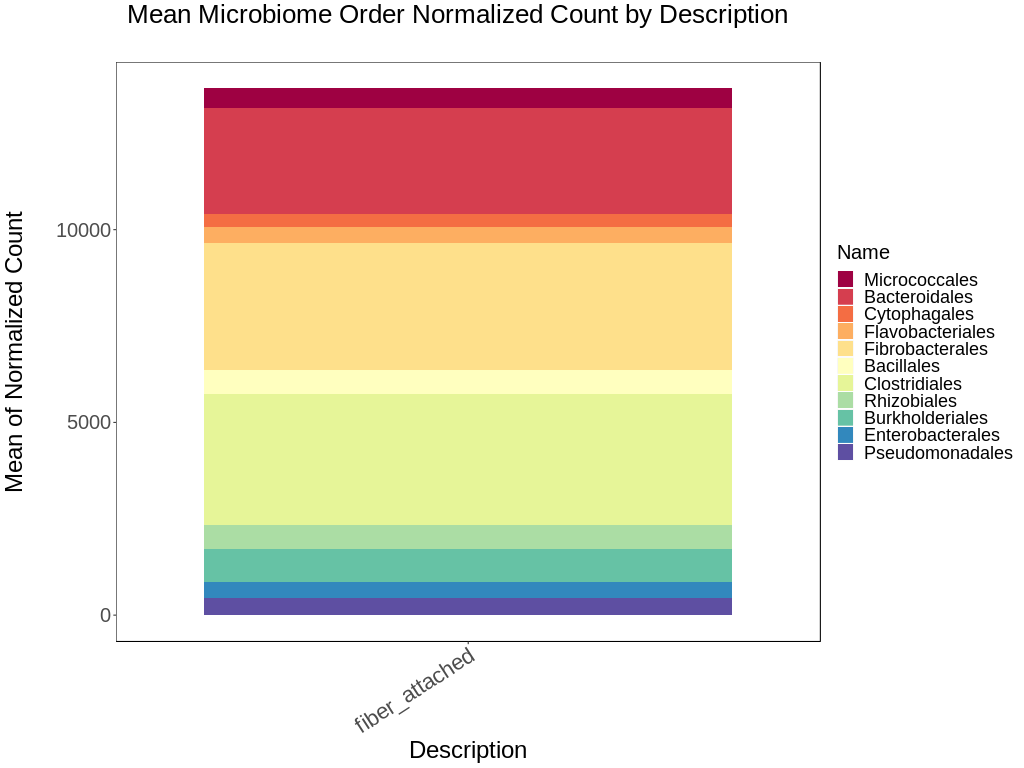 Mean Microbiome Order Normalized Count by Description
Mean of Normalized Count
10000
5000
0
fiber_attached
Description
Name
Micrococcales
Bacteroidales
Cytophagales
Flavobacteriales
Fibrobacterales
Bacillales
Clostridiales
Rhizobiales
Burkholderiales
Enterobacterales
Pseudomonadales